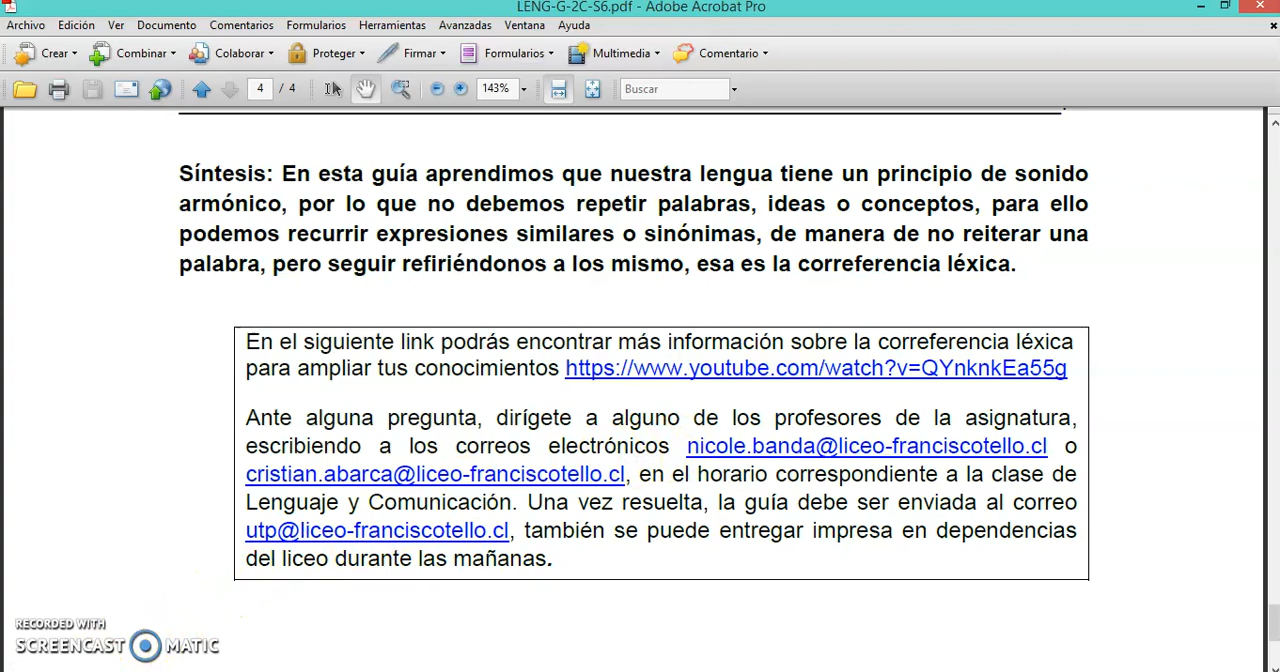 LENG-G-2C-S6.pdf - Adobe Acrobat Pro
Archivo Edición Ver Documento Comentarios Formularios Herramientas Avanzadas Ventana Ayuda
Crear Combinar Colaborar Proteger Firmar Formularios Multimedia Comentario
4 / 4 143% Buscar
Síntesis: En esta guía aprendimos que nuestra lengua tiene un principio de sonido
armónico, por lo que no debemos repetir palabras, ideas o conceptos, para ello
podemos recurrir expresiones similares o sinónimas, de manera de no reiterar una
palabra, pero seguir refiriéndonos a los mismo, esa es la correferencia léxica.
En el siguiente link podrás encontrar más información sobre la correferencia léxica
para ampliar tus conocimientos https://www.youtube.com/watch?v=QYnknkEa55g
Ante alguna pregunta, dirígete a alguno de los profesores de la asignatura,
escribiendo a los correos electrónicos nicole.banda@liceo-franciscotello.cl o
cristian.abarca@liceo-franciscotello.cl, en el horario correspondiente a la clase de
Lenguaje y Comunicación. Una vez resuelta, la guía debe ser enviada al correo
utp@liceo-franciscotello.cl, también se puede entregar impresa en dependencias
del liceo durante las mañanas.
RECORDED WITH
SCREENCAST MATIC